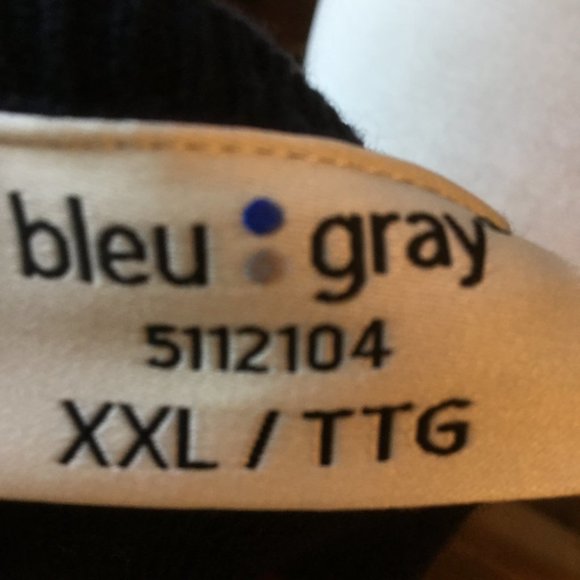 bleu : gray
5112104
XXL / TTG